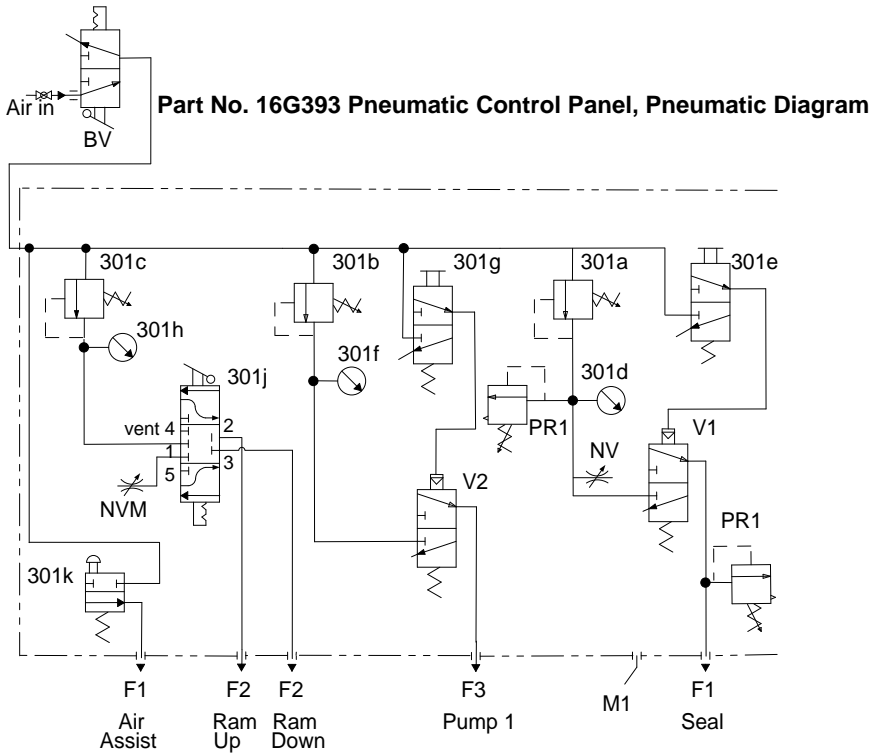 Air in
BV
Part No. 16G393 Pneumatic Control Panel, Pneumatic Diagram
301c
301b
301g
301a
301e
301h
301f
301d
301j
vent 4
2
1
3
5
NVM
PR1
NV
V1
V2
PR1
301k
F1
F2
F2
F3
M1
F1
Air
Assist
Ram
Up
Ram
Down
Pump 1
Seal